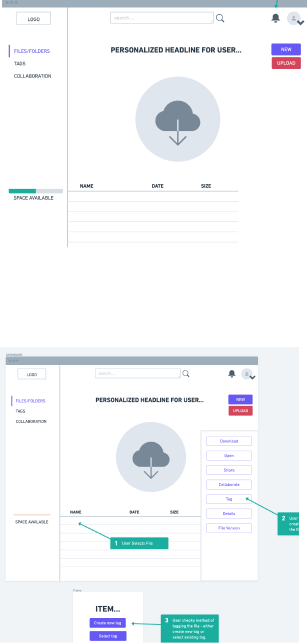 LOGO
search...
FILES/FOLDERS
TAGS
COLLABORATION
PERSONALIZED HEADLINE FOR USER...
NEW
UPLOAD
NAME DATE SIZE
SPACE AVAILABLE
LOGO
search...
FILES/FOLDERS
TAGS
COLLABORATION
PERSONALIZED HEADLINE FOR USER...
NEW
UPLOAD
Download
Open
Share
Collaborate
Tag
Details
File Versions
NAME DATE SIZE
SPACE AVAILABLE
1 User Selects File
2 User
the
ITEM...
Create new tag
Select tag
3 User checks method of
tagging the file - either
create new tag or
select existing tag.